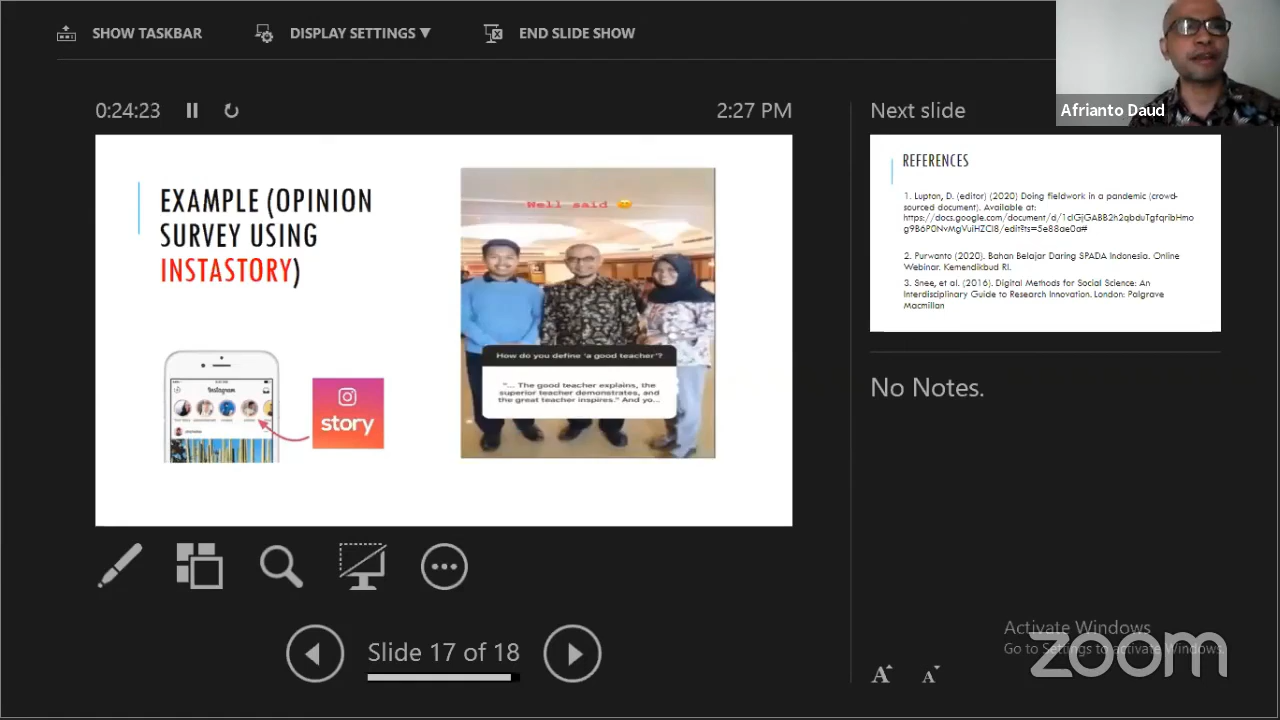 SHOW TASKBAR
DISPLAY SETTINGS ▼
END SLIDE SHOW
Afrianto Daud
0:24:23
2:27 PM
Next slide
EXAMPLE (OPINION
SURVEY USING
INSTASTORY)
Well said 😊
How do you define 'a good teacher'?
"... The good teacher explains, the
superior teacher demonstrates, and
the great teacher inspires." And yo...
Instagram
story
REFERENCES
1. Lupton, D. (editor) (2020) Doing fieldwork in a pandemic (crowd-
sourced document). Available at:
2. Purwanto (2020). Bahan Belajar Daring SPADA Indonesia. Online
Webinar. Kemendikbud RI.
3. Snee, et al. (2016). Digital Methods for Social Science: An
Interdisciplinary Guide to Research Innovation. London: Palgrave
Macmillan
No Notes.
Slide 17 of 18
Activate Windows
Go to Settings to activate Windows.
zoom
A A